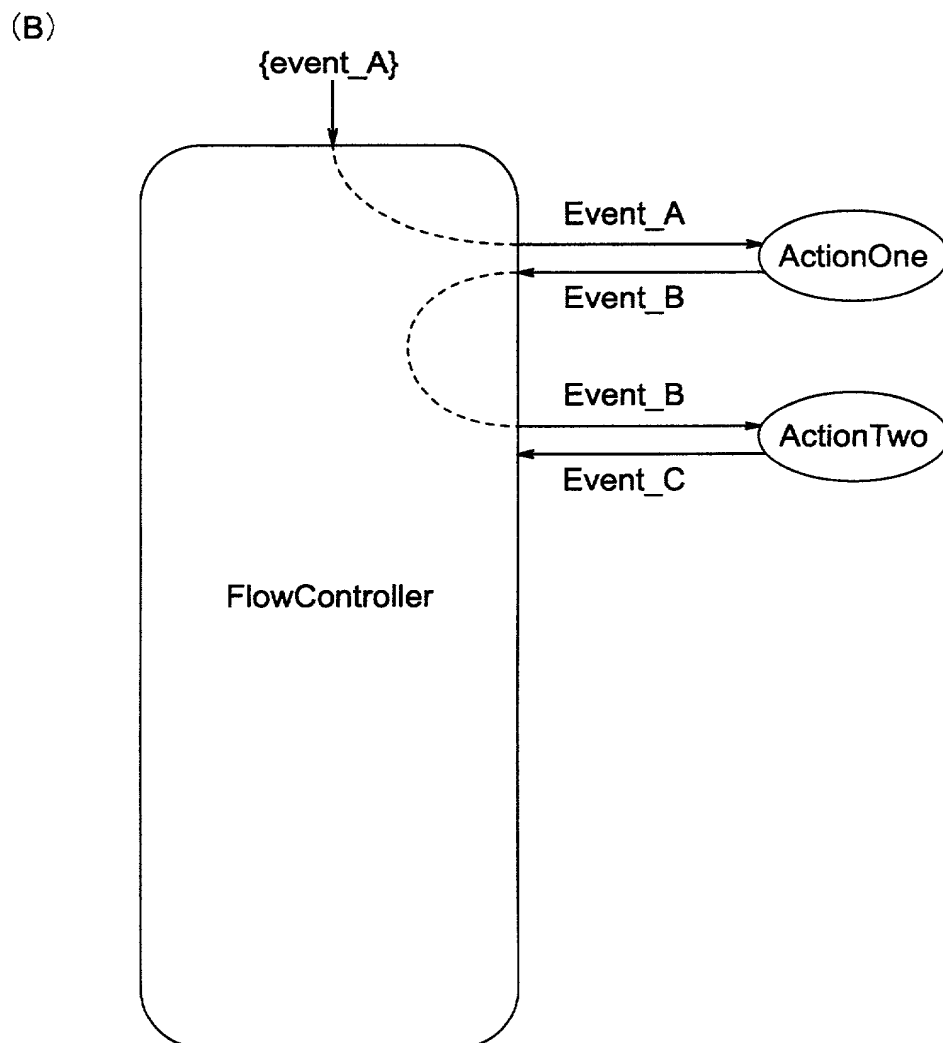 (B)
{event_A}
Event_A
ActionOne
Event_B
Event_B
ActionTwo
Event_C
FlowController